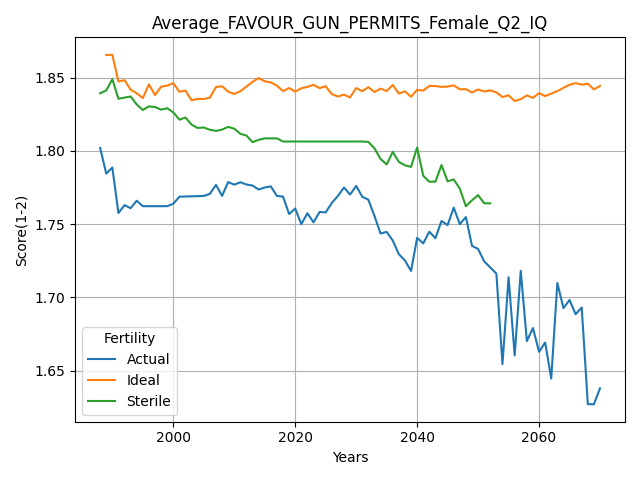 Average_FAVOUR_GUN_PERMITS_Female_Q2_IQ
Score(1-2)
1.85
1.80
1.75
1.70
1.65
Fertility
Actual
Ideal
Sterile
2000
2020
2040
2060
Years